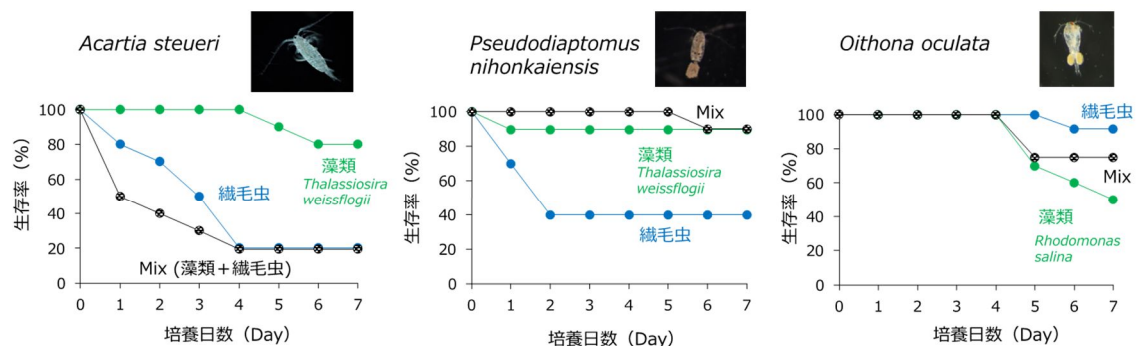 Acartia steueri
生存率 (%)
100
80
60
40
20
0
藻類
Thalassiosira
weissflogii
繊毛虫
Mix (藻類+繊毛虫)
0 1 2 3 4 5 6 7
培養日数 (Day)
Pseudodiaptomus
nihonkaiensis
生存率 (%)
100
80
60
40
20
0
Mix
藻類
Thalassiosira
weissflogii
繊毛虫
0 1 2 3 4 5 6 7
培養日数 (Day)
Oithona oculata
生存率 (%)
100
80
60
40
20
0
繊毛虫
Mix
藻類
Rhodomonas
salina
0 1 2 3 4 5 6 7
培養日数 (Day)